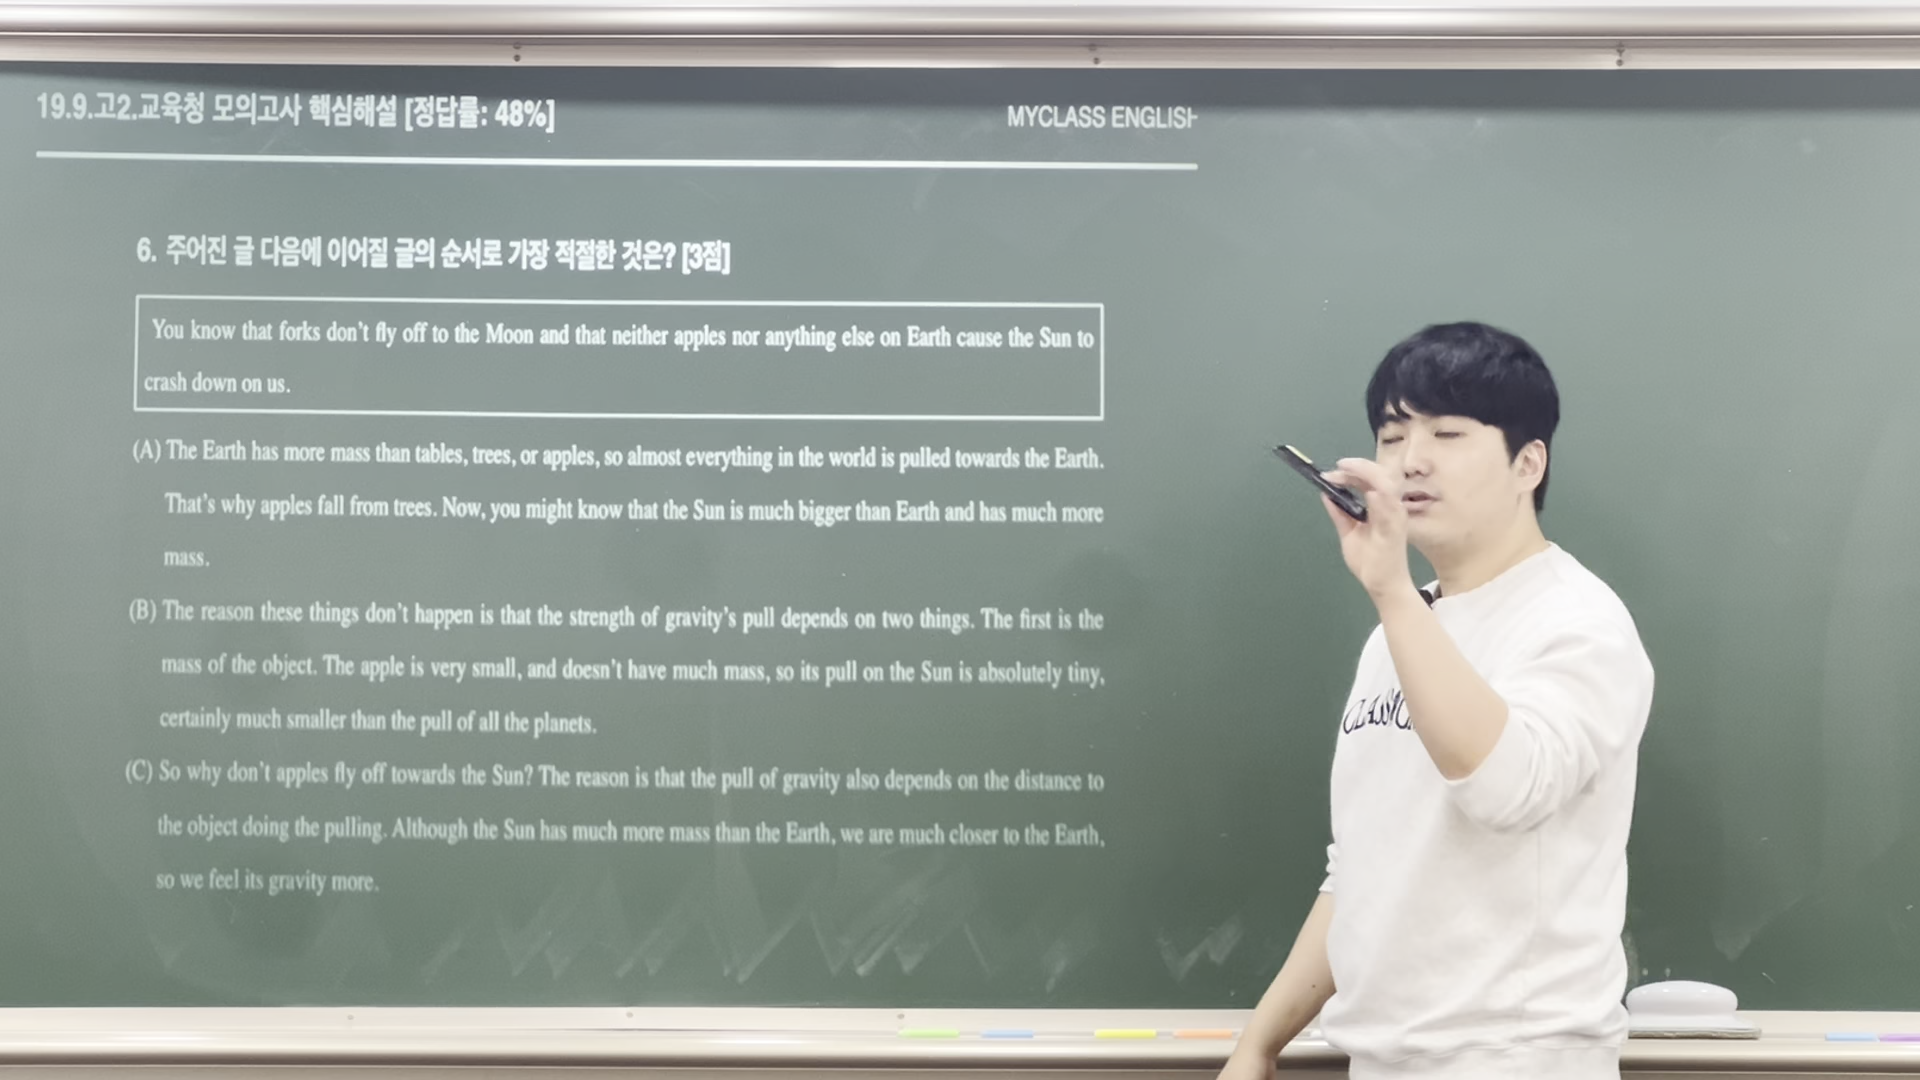 19.9.고2.교육청 모의고사 핵심해설 [정답률: 48%]
MYCLASS ENGLISH
6. 주어진 글 다음에 이어질 글의 순서로 가장 적절한 것은? [3점]
You know that forks don’t fly off to the Moon and that neither apples nor anything else on Earth cause the Sun to
crash down on us.
(A) The Earth has more mass than tables, trees, or apples, so almost everything in the world is pulled towards the Earth.
That’s why apples fall from trees. Now, you might know that the Sun is much bigger than Earth and has much more
mass.
(B) The reason these things don’t happen is that the strength of gravity’s pull depends on two things. The first is the
mass of the object. The apple is very small, and doesn’t have much mass, so its pull on the Sun is absolutely tiny,
certainly much smaller than the pull of all the planets.
(C) So why don’t apples fly off towards the Sun? The reason is that the pull of gravity also depends on the distance to
the object doing the pulling. Although the Sun has much more mass than the Earth, we are much closer to the Earth,
so we feel its gravity more.